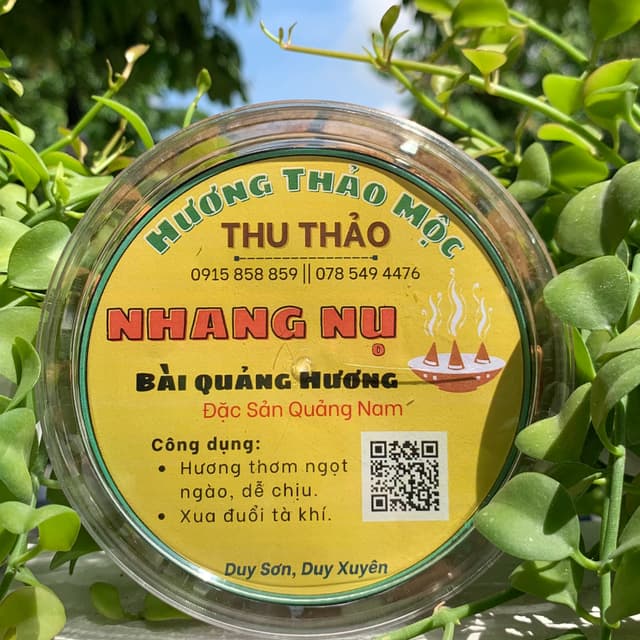 HƯƠNG THẢO MỘC
THU THẢO
0915 858 859 || 078 549 4476
NHANG NỤ
BÀI QUẢNG HƯƠNG
Đặc Sản Quảng Nam
Công dụng:
• Hương thơm ngọt
ngào, dễ chịu.
• Xua đuổi tà khí.
Duy Sơn, Duy Xuyên